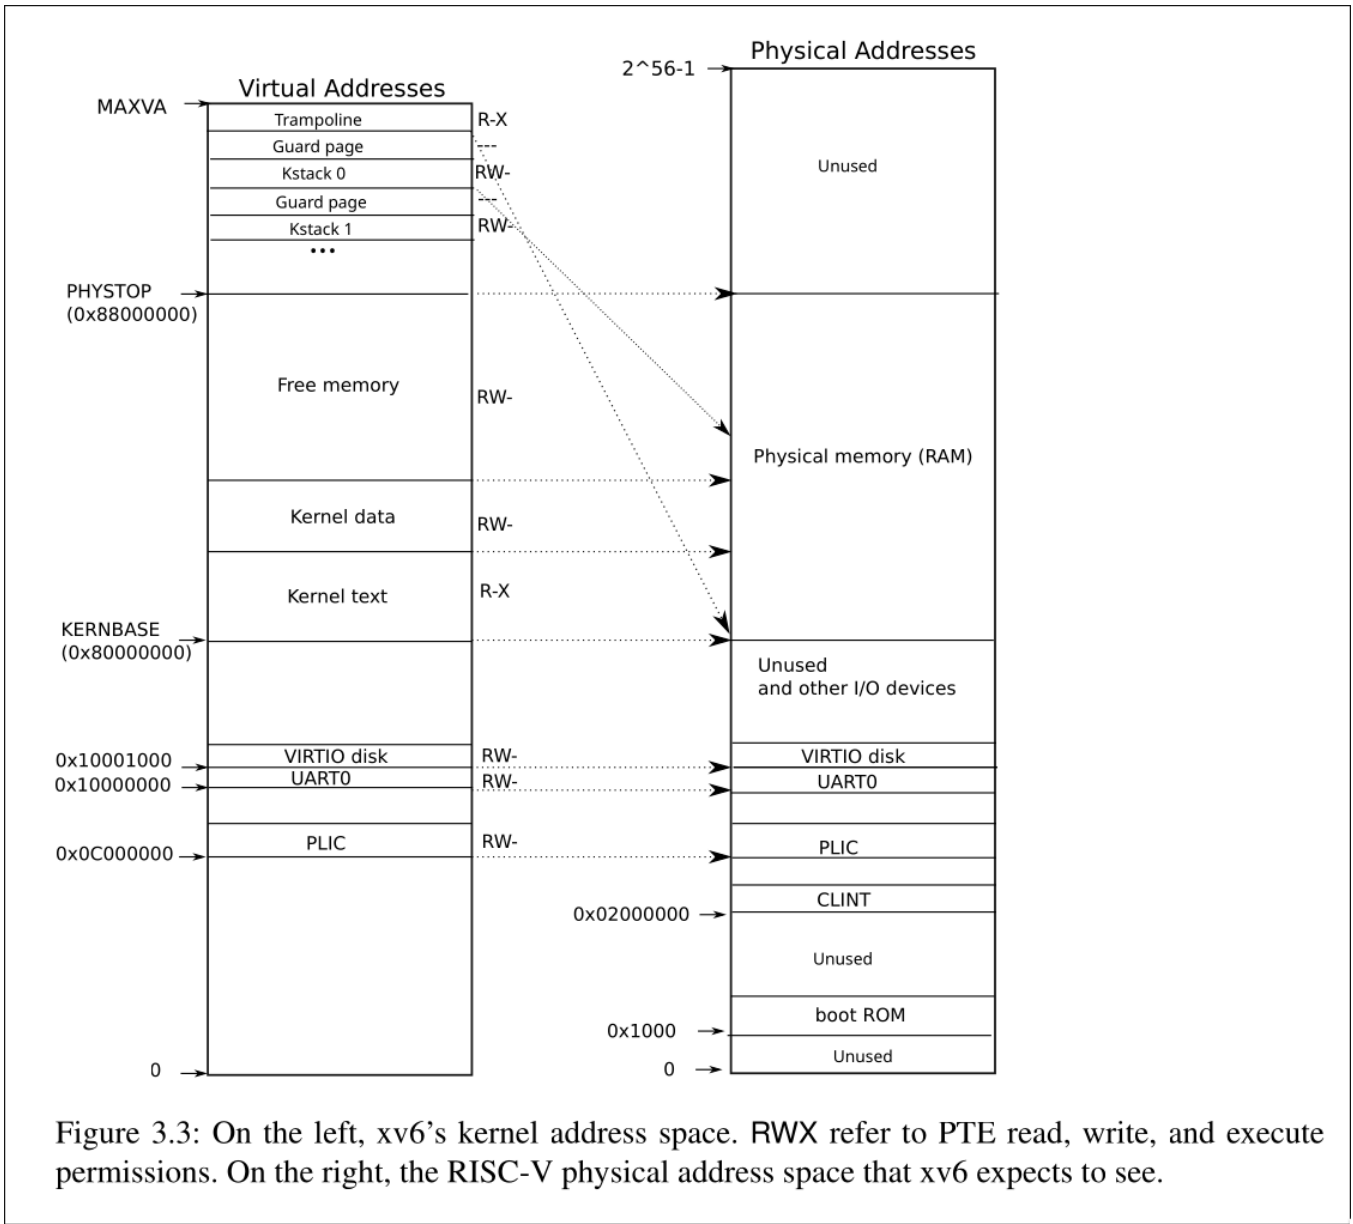 Physical Addresses
2^56-1
Virtual Addresses
MAXVA
Trampoline
R-X
Guard page
---
Unused
Kstack 0
RW-
Guard page
---
Kstack 1
RW-
•••
PHYSTOP
(0x88000000)
Free memory
RW-
Physical memory (RAM)
Kernel data
RW-
Kernel text
R-X
KERNBASE
(0x80000000)
Unused
and other I/O devices
0x10001000
VIRTIO disk
RW-
VIRTIO disk
0x10000000
UART0
RW-
UART0
0x0C000000
PLIC
RW-
PLIC
CLINT
0x02000000
Unused
boot ROM
0x1000
Unused
0
0
Figure 3.3: On the left, xv6's kernel address space. RWX refer to PTE read, write, and execute
permissions. On the right, the RISC-V physical address space that xv6 expects to see.